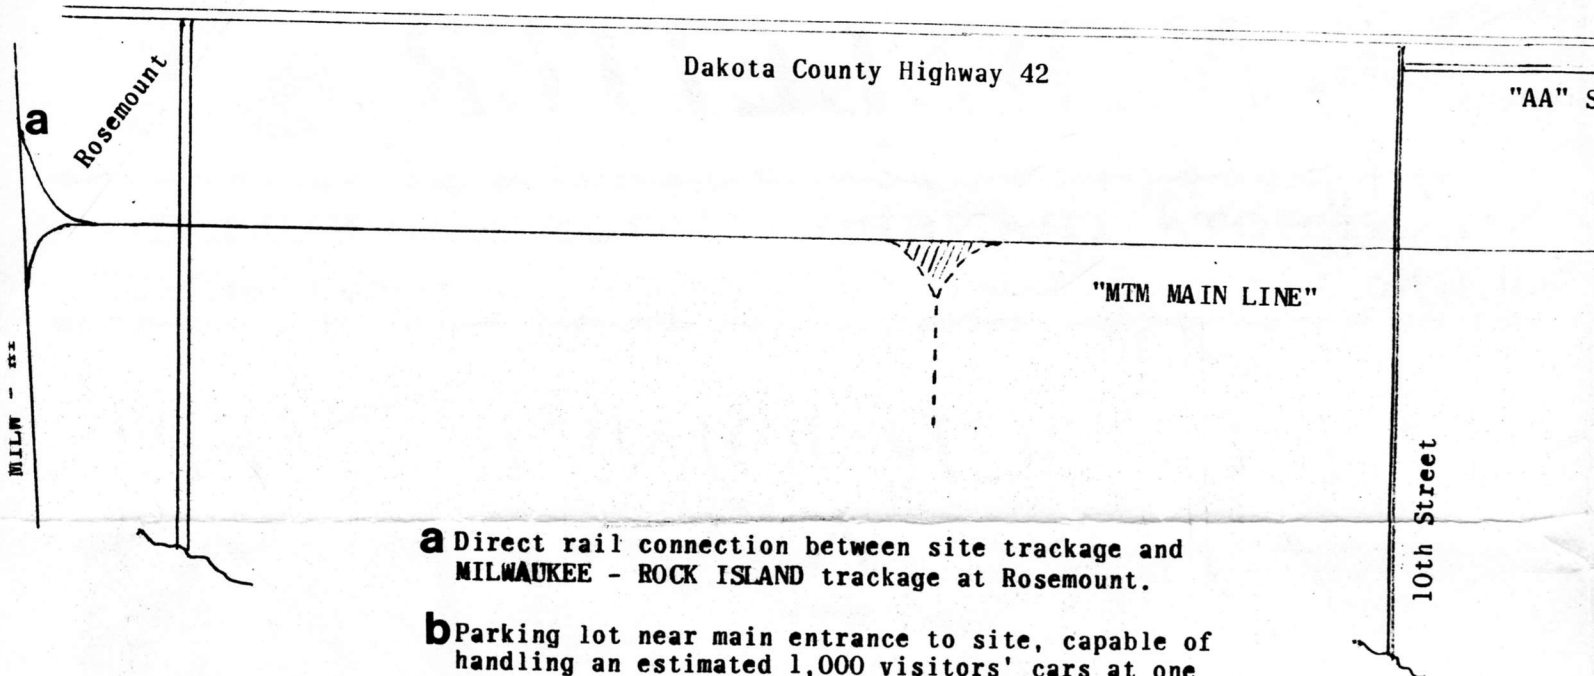 Dakota County Highway 42
"AA"
a
Rosemount
"MTM MAIN LINE"
MILW -
10th Street
a Direct rail connection between site trackage and
MILWAUKEE - ROCK ISLAND trackage at Rosemount.
b Parking lot near main entrance to site, capable of
handling an estimated 1,000 visitors' cars at one